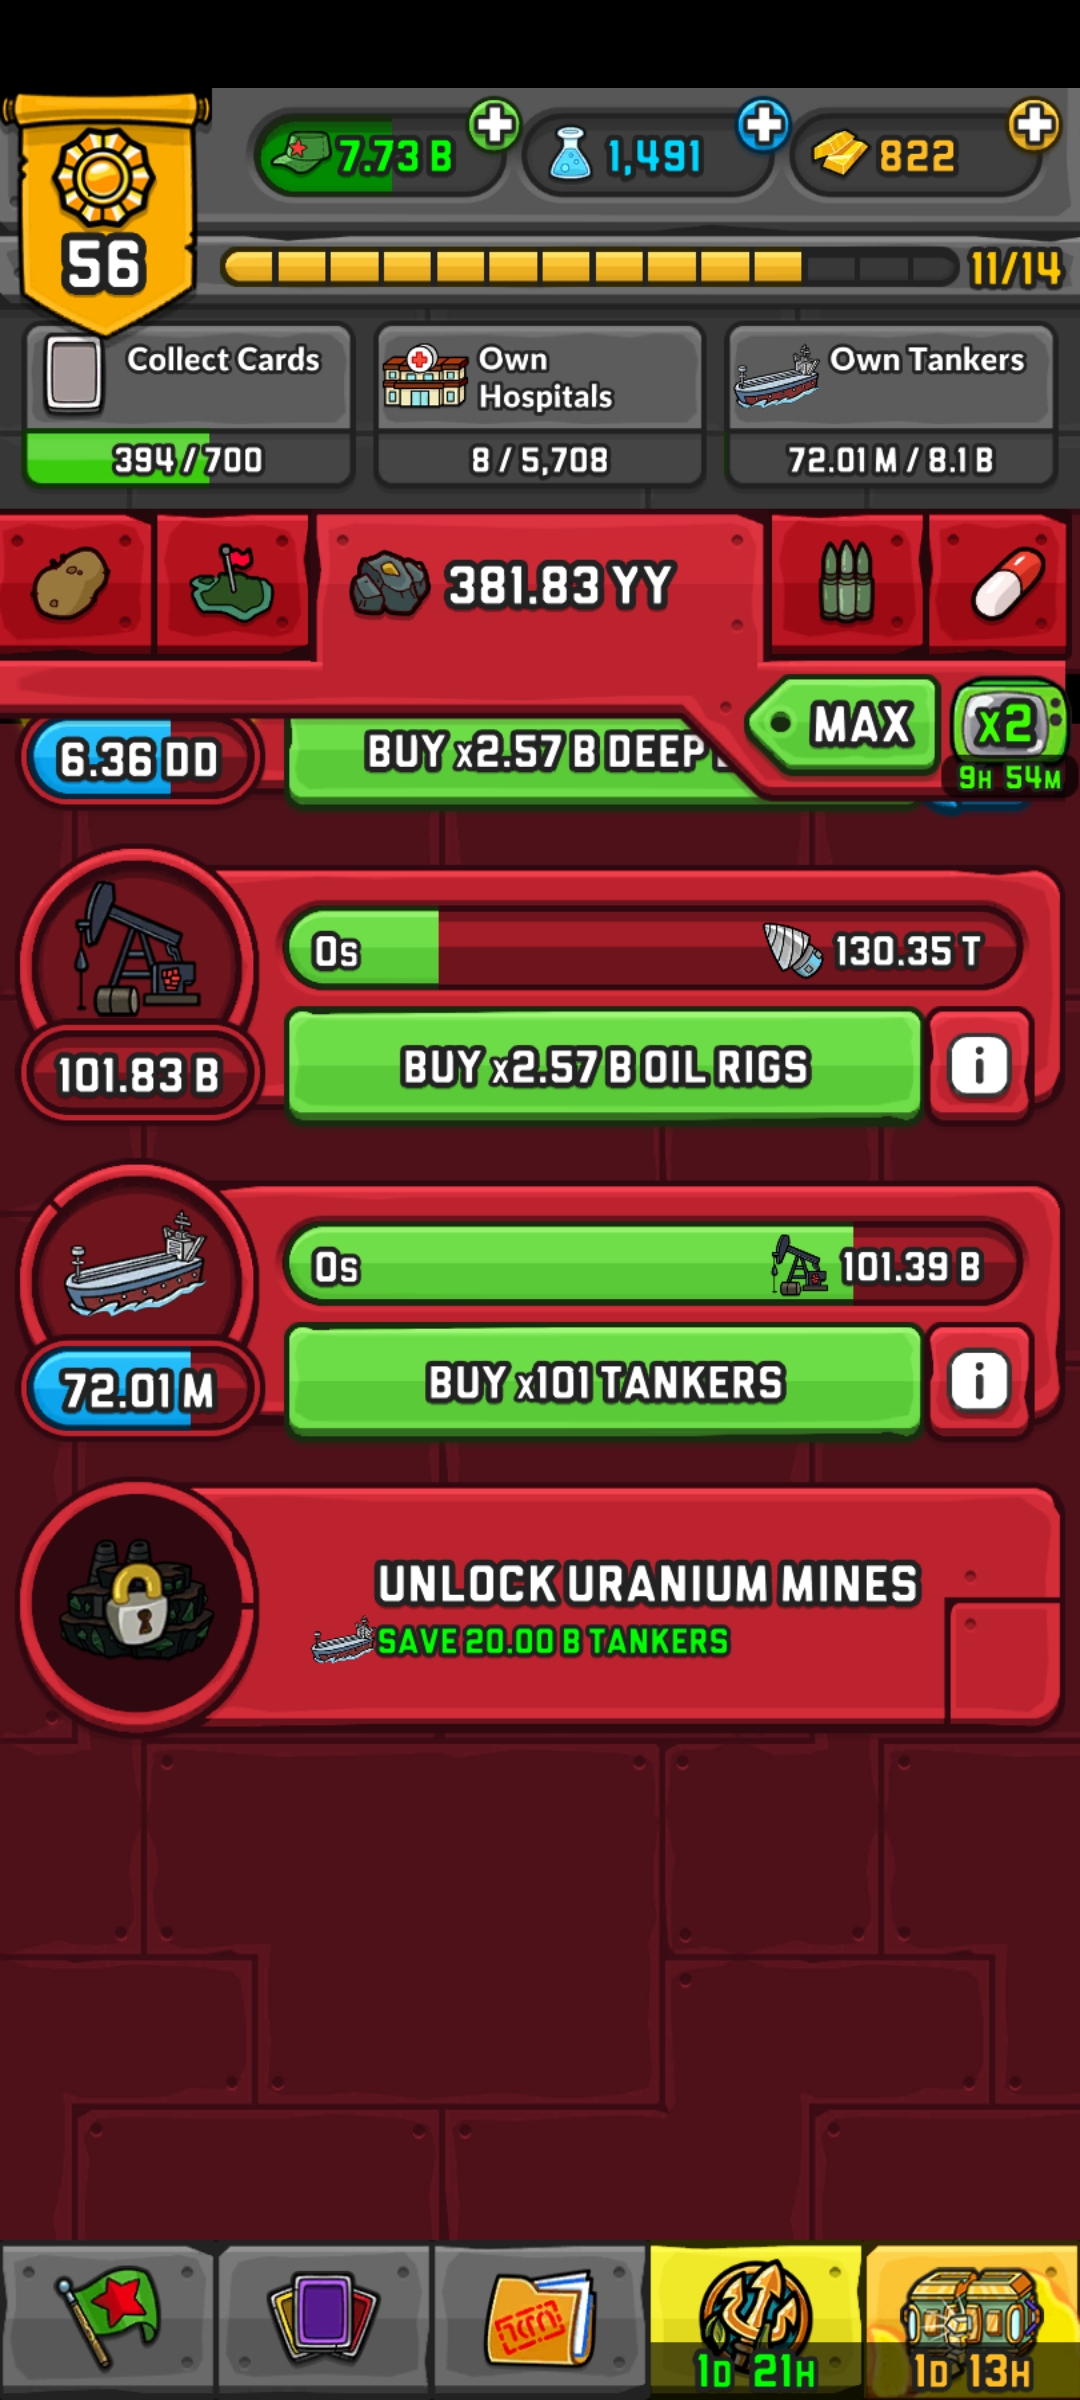 7.73 B
1,491
822
56
11/14
Collect Cards
394 / 700
Own
Hospitals
8 / 5,708
Own Tankers
72.01 M / 8.1 B
381.83 YY
MAX
x2
9H 54M
6.36 DD
BUY x2.57 B DEEP
0s
130.35 T
101.83 B
BUY x2.57 B OIL RIGS
i
0s
101.39 B
72.01 M
BUY x101 TANKERS
i
UNLOCK URANIUM MINES
SAVE 20.00 B TANKERS
1D 21H
1D 13H